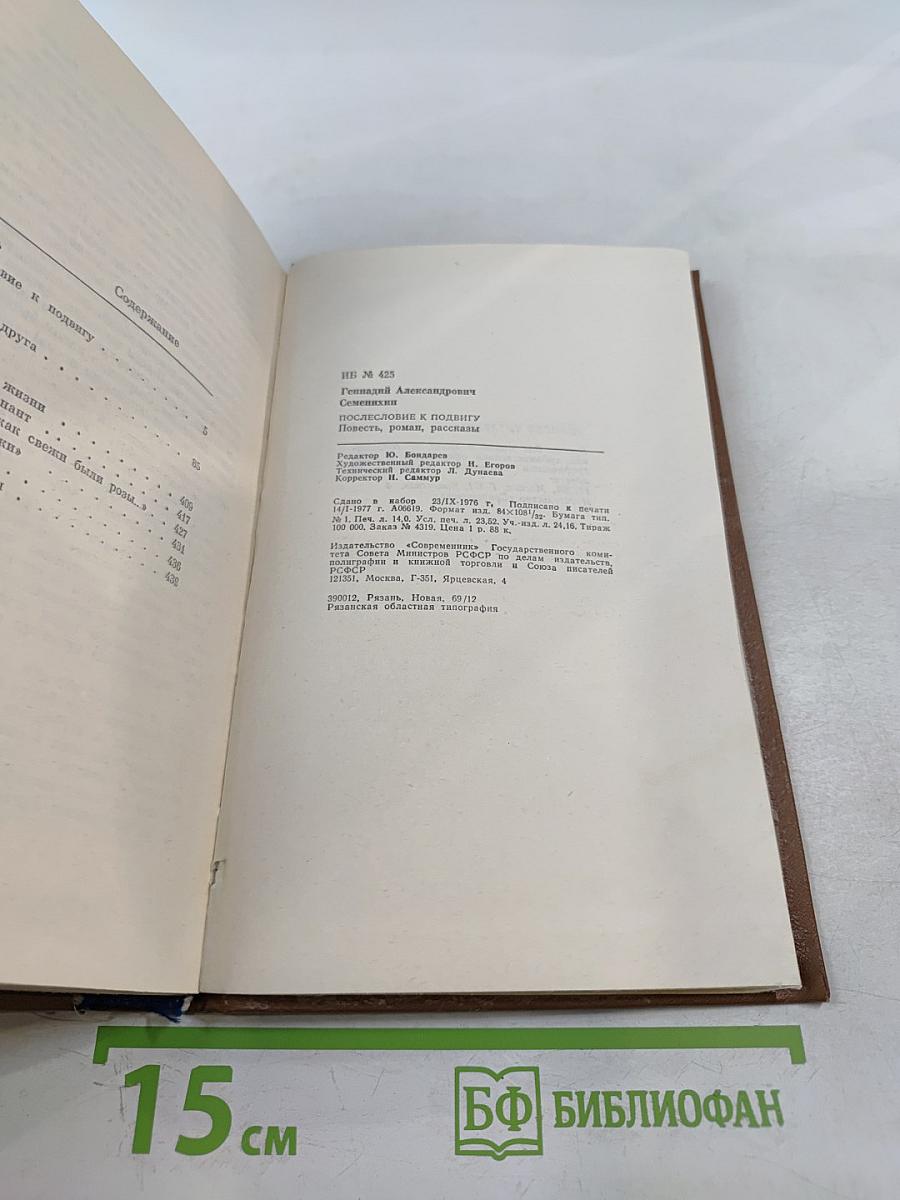 Содержание
вие к подвигу
5
друга
85
жизни
409
нант
417
как свежи были розы..»
427
ки»
431
436
439
ИБ № 425
Геннадий Александрович
Семенихин
ПОСЛЕСЛОВИЕ К ПОДВИГУ
Повесть, роман, рассказы
Редактор Ю. Бондарев
Художественный редактор Н. Егоров
Технический редактор Л. Дунаева
Корректор Н. Саммур
Сдано в набор 23/IX-1976 г. Подписано к печати
14/I-1977 г. А06619. Формат изд. 84×108¹/₃₂. Бумага тип.
№ 1. Печ. л. 14,0. Усл. печ. л. 23,52. Уч.-изд. л. 24,16. Тираж
100 000. Заказ № 4319. Цена 1 р. 88 к.
Издательство «Современник» Государственного коми-
тета Совета Министров РСФСР по делам издательств,
полиграфии и книжной торговли и Союза писателей
РСФСР
121351, Москва, Г-351, Ярцевская, 4
390012, Рязань, Новая, 69/12
Рязанская областная типография
15 см
БФ БИБЛИОФАН